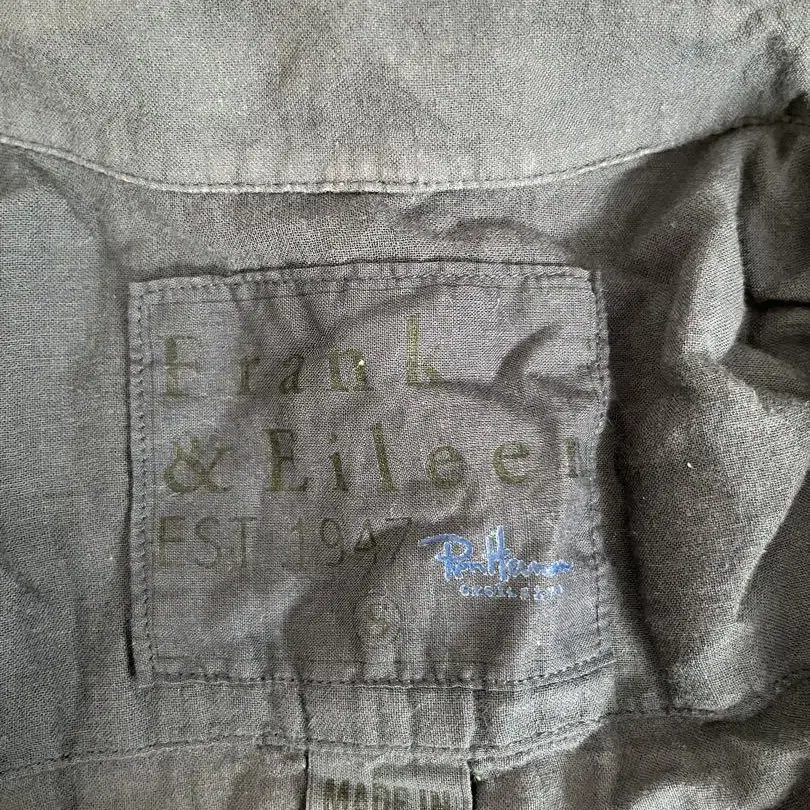 Frank
& Eileen
EST 1947
Ron Herman
S
MADE IN